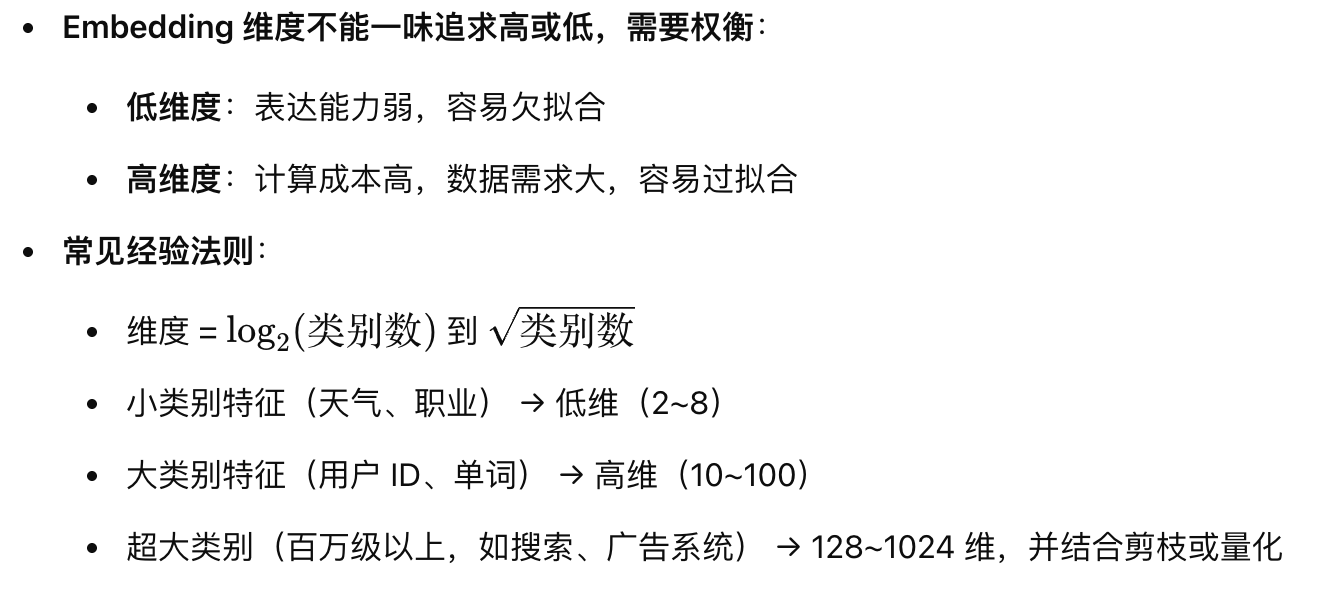 • Embedding 维度不能一味追求高或低，需要权衡：
• 低维度：表达能力弱，容易欠拟合
• 高维度：计算成本高，数据需求大，容易过拟合
• 常见经验法则：
• 维度 = log₂(类别数) 到 √类别数
• 小类别特征（天气、职业） → 低维（2~8）
• 大类别特征（用户 ID、单词） → 高维（10~100）
• 超大类别（百万级以上，如搜索、广告系统） → 128~1024 维，并结合剪枝或量化